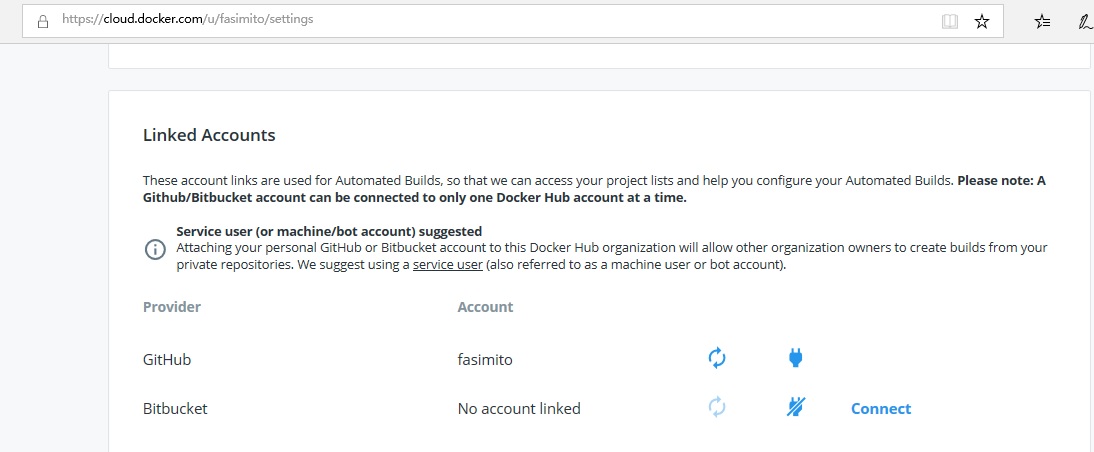 https://cloud.docker.com/u/fasimito/settings
Linked Accounts
These account links are used for Automated Builds, so that we can access your project lists and help you configure your Automated Builds. Please note: A
Github/Bitbucket account can be connected to only one Docker Hub account at a time.
Service user (or machine/bot account) suggested
Attaching your personal GitHub or Bitbucket account to this Docker Hub organization will allow other organization owners to create builds from your
private repositories. We suggest using a service user (also referred to as a machine user or bot account).
Provider Account
GitHub fasimito
Bitbucket No account linked Connect